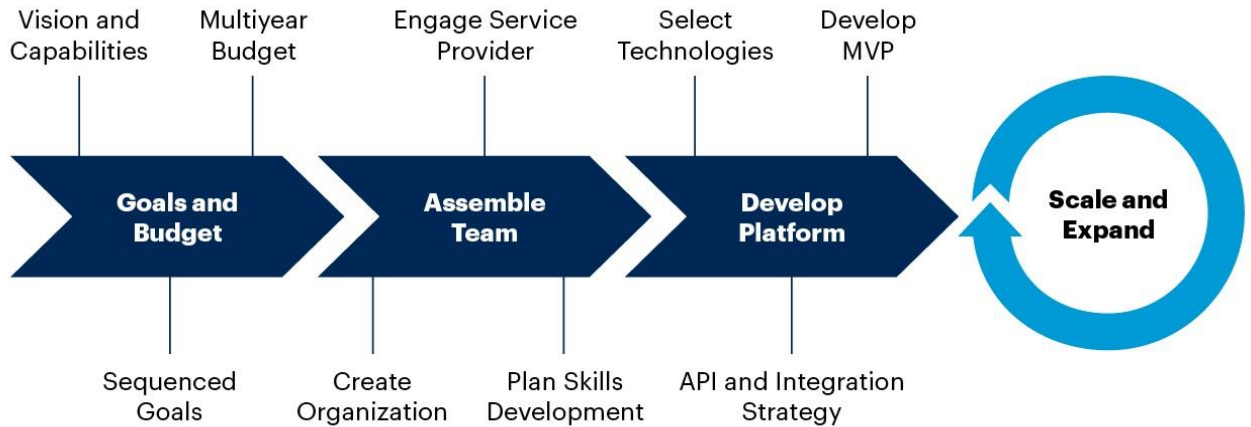 Vision and
Capabilities
Multiyear
Budget
Engage Service
Provider
Select
Technologies
Develop
MVP
Goals and
Budget
Assemble
Team
Develop
Platform
Scale and
Expand
Sequenced
Goals
Create
Organization
Plan Skills
Development
API and Integration
Strategy